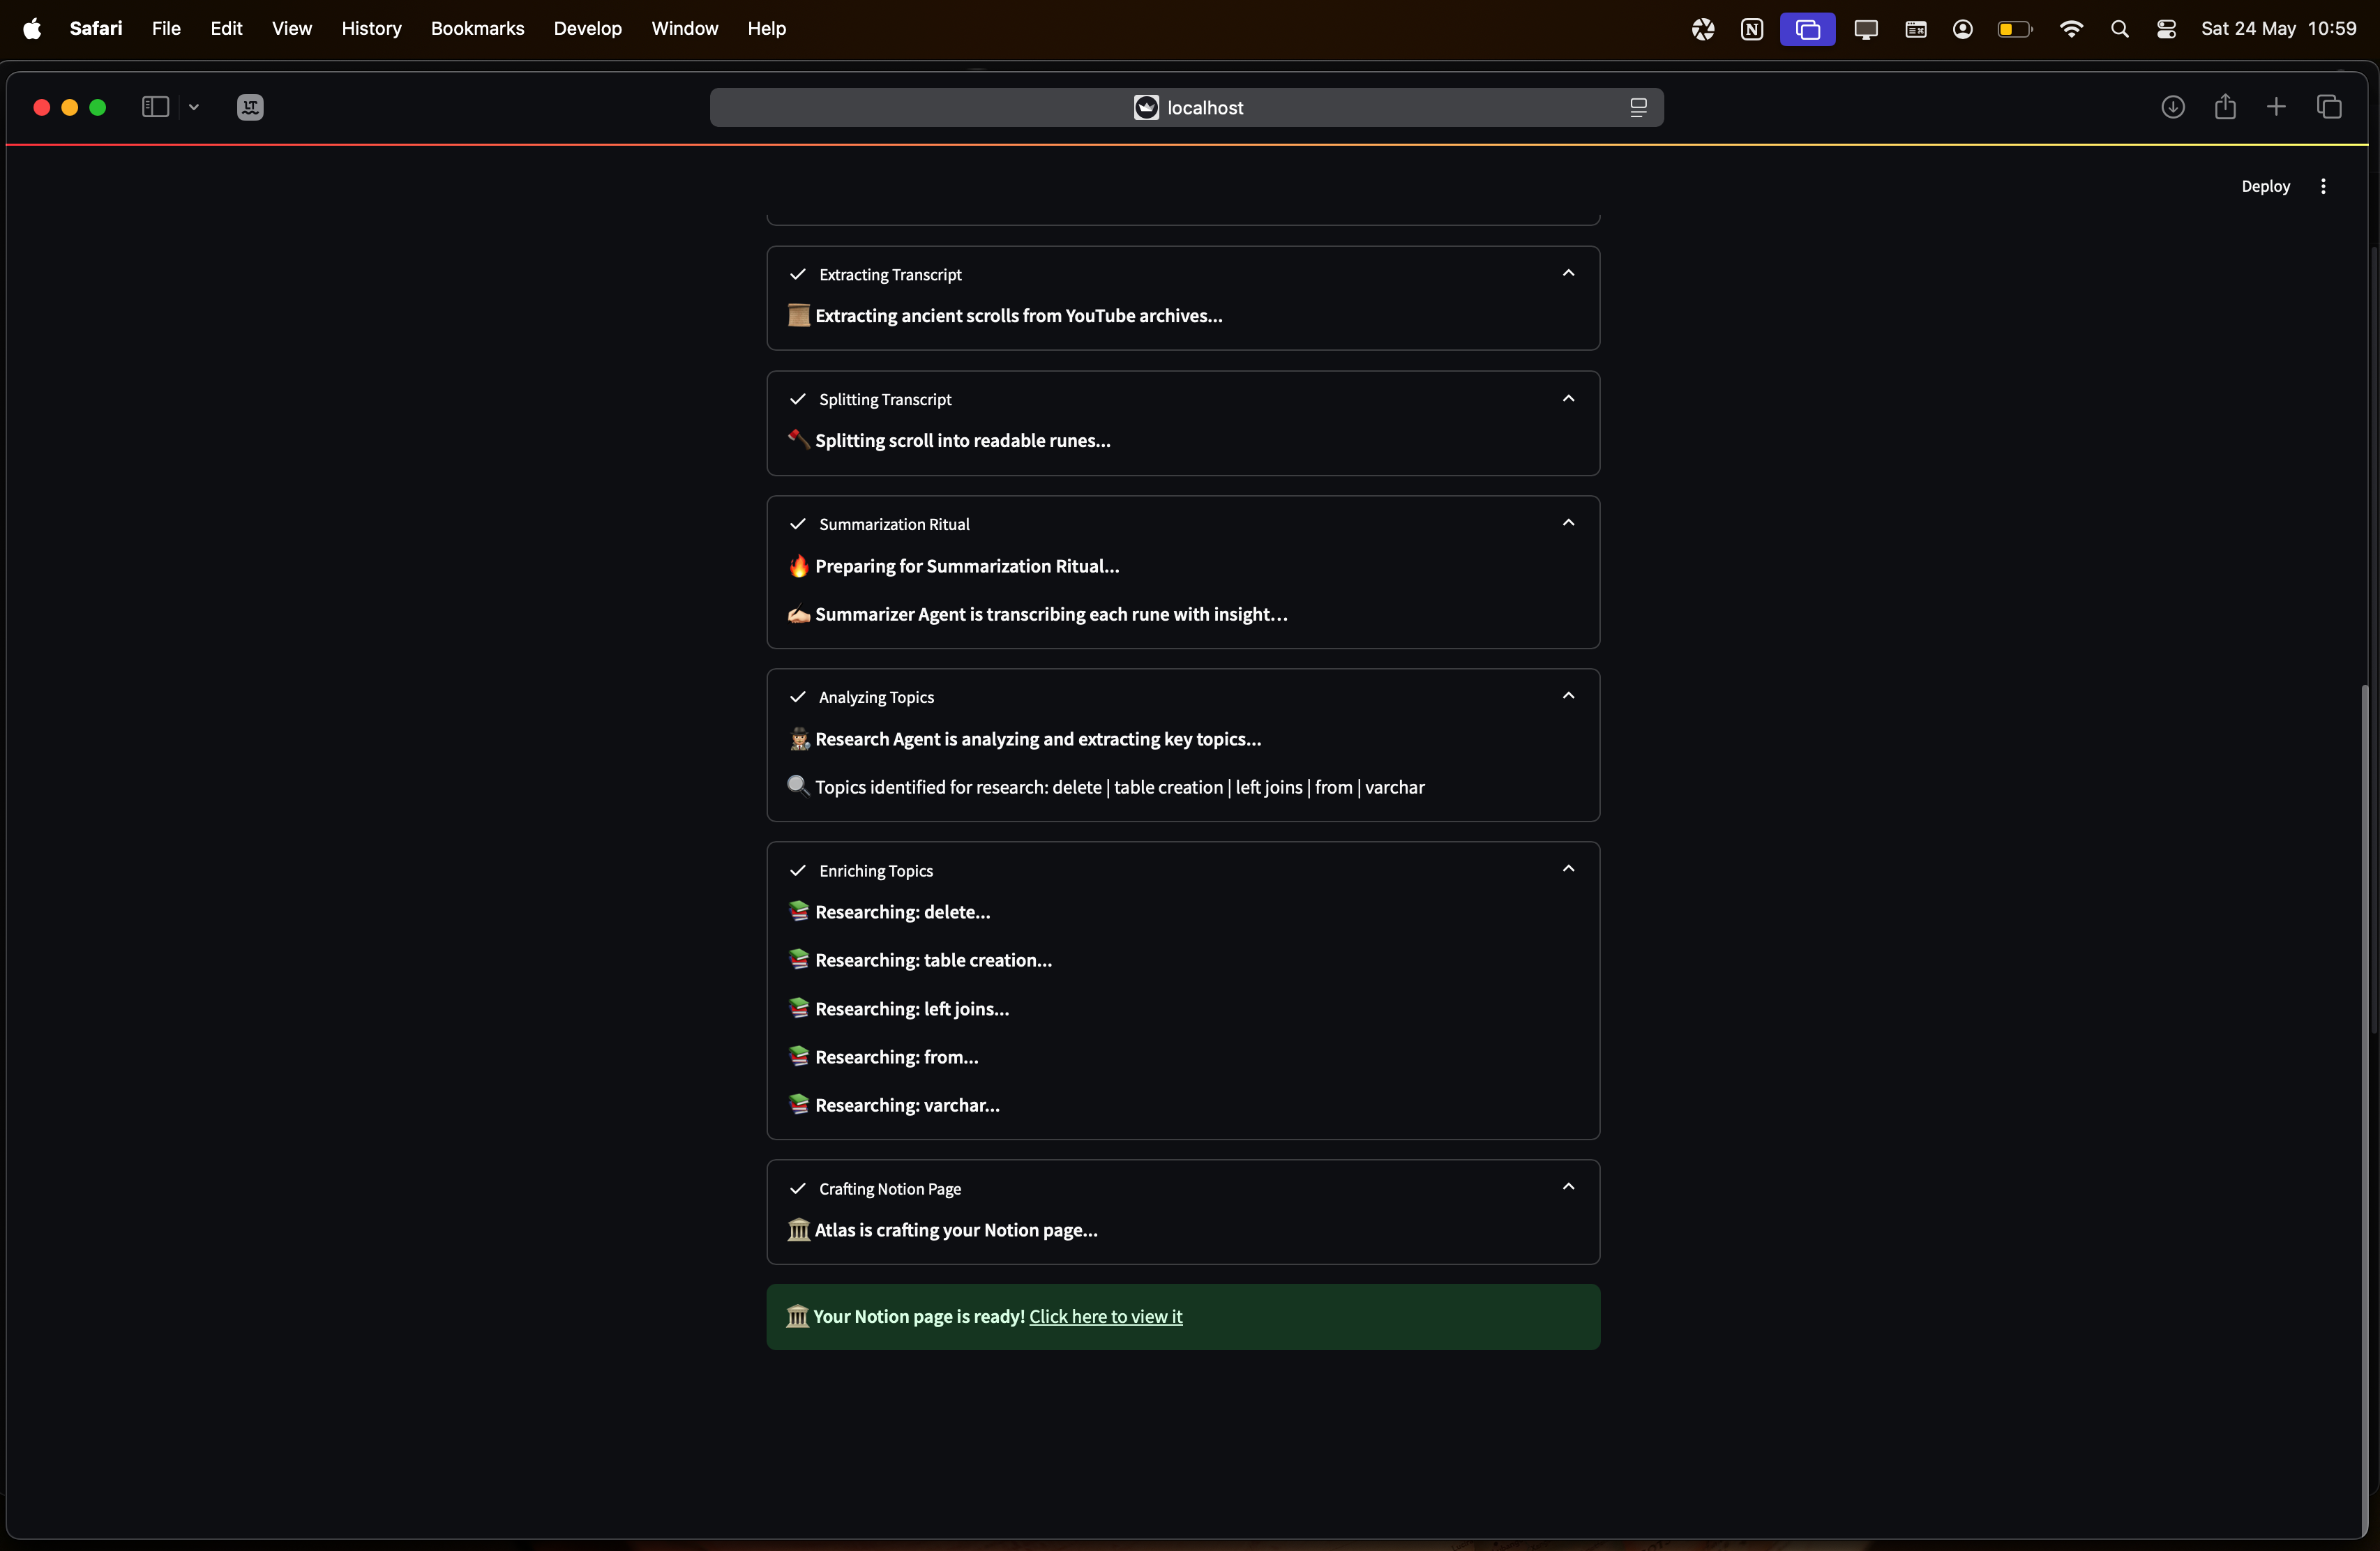 Safari File Edit View History Bookmarks Develop Window Help Sat 24 May 10:59
localhost
Deploy
Extracting Transcript
📜 Extracting ancient scrolls from YouTube archives...
Splitting Transcript
🪓 Splitting scroll into readable runes...
Summarization Ritual
🔥 Preparing for Summarization Ritual...
✍🏻 Summarizer Agent is transcribing each rune with insight...
Analyzing Topics
🕵🏻 Research Agent is analyzing and extracting key topics...
🔍 Topics identified for research: delete | table creation | left joins | from | varchar
Enriching Topics
📚 Researching: delete...
📚 Researching: table creation...
📚 Researching: left joins...
📚 Researching: from...
📚 Researching: varchar...
Crafting Notion Page
🏛️ Atlas is crafting your Notion page...
🏛️ Your Notion page is ready! Click here to view it